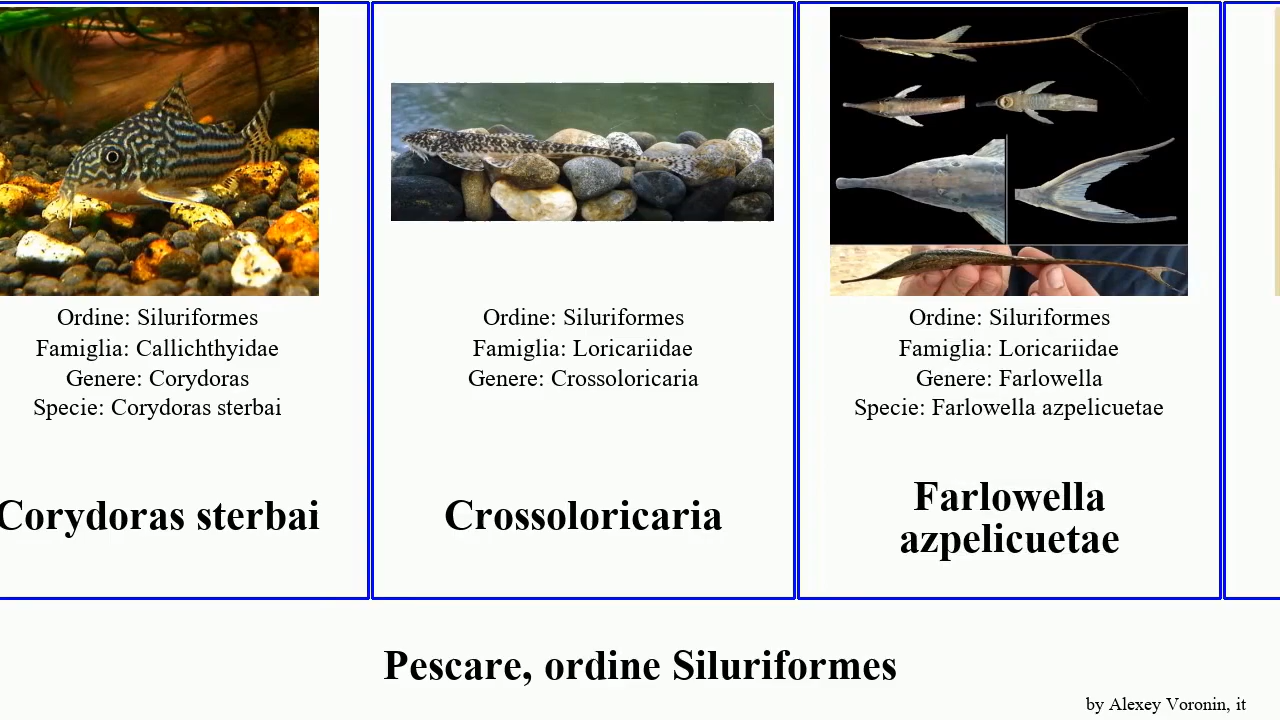 Ordine: Siluriformes
Famiglia: Callichthyidae
Genere: Corydoras
Specie: Corydoras sterbai
Corydoras sterbai
Ordine: Siluriformes
Famiglia: Loricariidae
Genere: Crossoloricaria
Crossoloricaria
Ordine: Siluriformes
Famiglia: Loricariidae
Genere: Farlowella
Specie: Farlowella azpelicuetae
Farlowella
azpelicuetae
Pescare, ordine Siluriformes
by Alexey Voronin, it